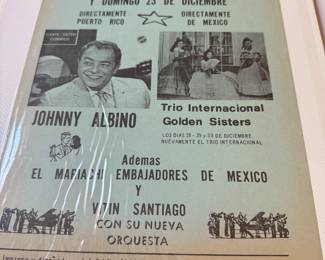 Y DOMINGO 23 DE DICIEMBRE
DIRECTAMENTE
PUERTO RICO
DIRECTAMENTE
DE MEXICO
JOHNNY ALBINO
Trio Internacional
Golden Sisters
LOS DIAS 28 - 29 y 30 DE DICIEMBRE
NUEVAMENTE EL TRIO INTERNACIONAL
Ademas
EL MARIACHI EMBAJADORES DE MEXICO
Y
VITIN SANTIAGO
CON SU NUEVA
ORQUESTA